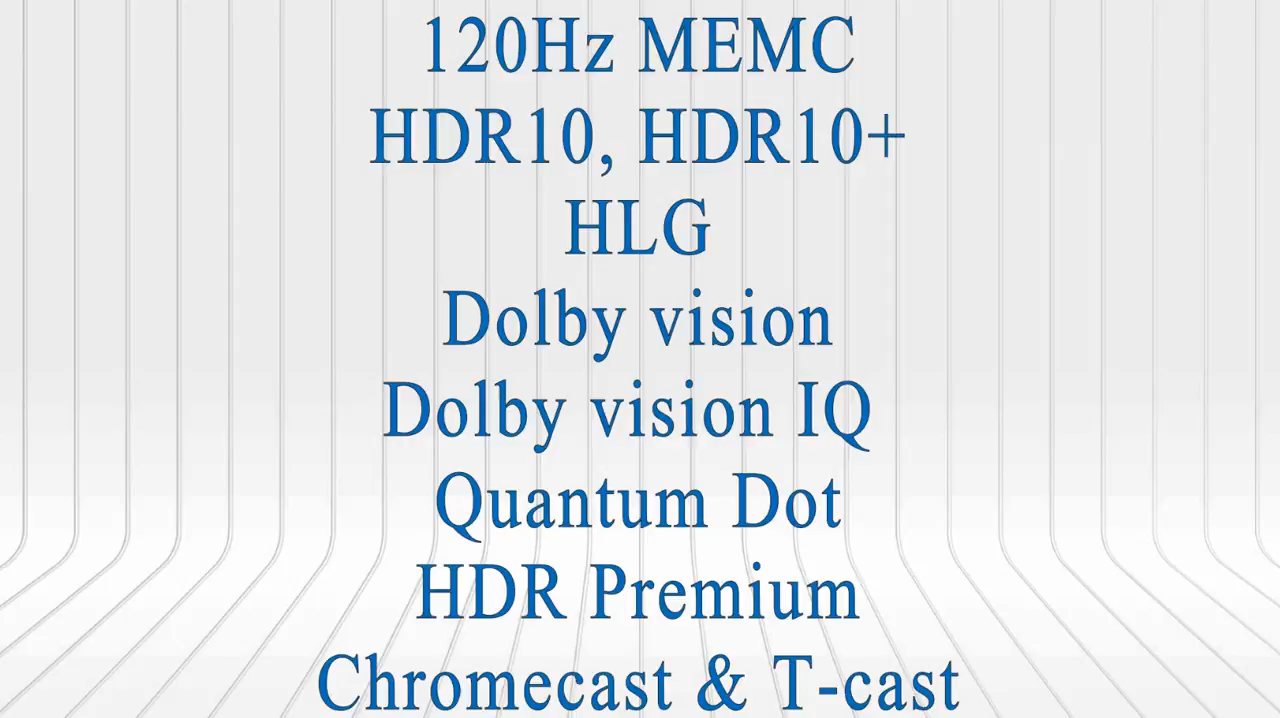 120Hz MEMC
HDR10, HDR10+
HLG
Dolby vision
Dolby vision IQ
Quantum Dot
HDR Premium
Chromecast & T-cast